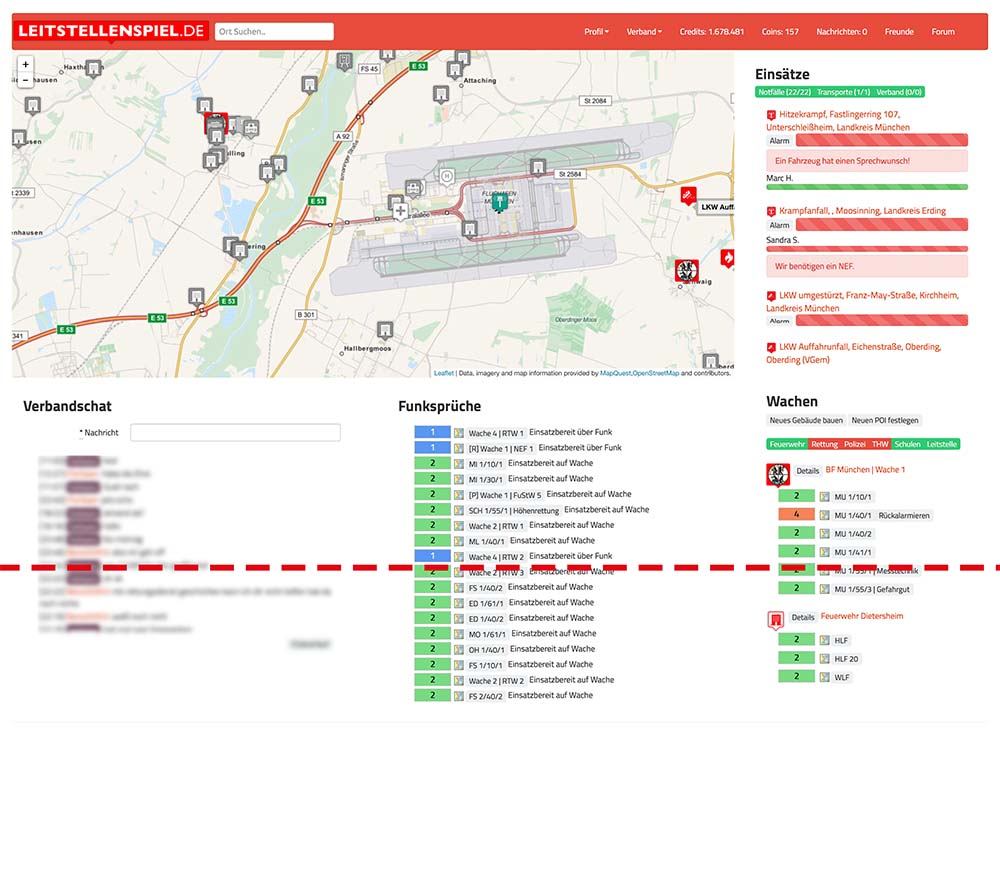 LEITSTELLENSPIEL.DE
Ort Suchen..
Profil
Verband
Credits: 1.678.481
Coins: 157
Nachrichten: 0
Freunde
Forum
+
−
FS 45
E 53
Attaching
St 2084
A 92
St 2584
FLUGHAFEN
E 53
LKW Auff
B 301
Hallbergmoos
Oberdinger Moos
Leaflet | Data, imagery and map information provided by MapQuest,OpenStreetMap and contributors.
Einsätze
Notfälle (22/22) Transporte (1/1) Verband (0/0)
Hitzekrampf, Fastlingerring 107,
Unterschleißheim, Landkreis München
Alarm
Ein Fahrzeug hat einen Sprechwunsch!
Marc H.
Krampfanfall, , Moosinning, Landkreis Erding
Alarm
Sandra S.
Wir benötigen ein NEF.
LKW umgestürzt, Franz-May-Straße, Kirchheim,
Landkreis München
Alarm
LKW Auffahrunfall, Eichenstraße, Oberding,
Oberding (VGem)
Verbandschat
* Nachricht
Funksprüche
1 Wache 4 | RTW 1 Einsatzbereit über Funk
1 [R] Wache 1 | NEF 1 Einsatzbereit über Funk
2 MI 1/10/1 Einsatzbereit auf Wache
2 MI 1/30/1 Einsatzbereit auf Wache
2 [P] Wache 1 | FuStW 5 Einsatzbereit auf Wache
2 SCH 1/55/1 | Höhenrettung Einsatzbereit auf Wache
2 Wache 2 | RTW 1 Einsatzbereit auf Wache
2 ML 1/40/1 Einsatzbereit auf Wache
1 Wache 4 | RTW 2 Einsatzbereit über Funk
2 Wache 2 | RTW 3 Einsatzbereit auf Wache
2 FS 1/40/2 Einsatzbereit auf Wache
2 ED 1/61/1 Einsatzbereit auf Wache
2 ED 1/40/2 Einsatzbereit auf Wache
2 MO 1/61/1 Einsatzbereit auf Wache
2 OH 1/40/1 Einsatzbereit auf Wache
2 FS 1/10/1 Einsatzbereit auf Wache
2 Wache 2 | RTW 2 Einsatzbereit auf Wache
2 FS 2/40/2 Einsatzbereit auf Wache
Wachen
Neues Gebäude bauen Neuen POI festlegen
Feuerwehr Rettung Polizei THW Schulen Leitstelle
Details BF München | Wache 1
2 MU 1/10/1
4 MU 1/40/1 Rückalarmieren
2 MU 1/40/2
2 MU 1/41/1
2 MU 1/55/1 | Messtechnik
2 MU 1/55/3 | Gefahrgut
Details Feuerwehr Dietersheim
2 HLF
2 HLF 20
2 WLF